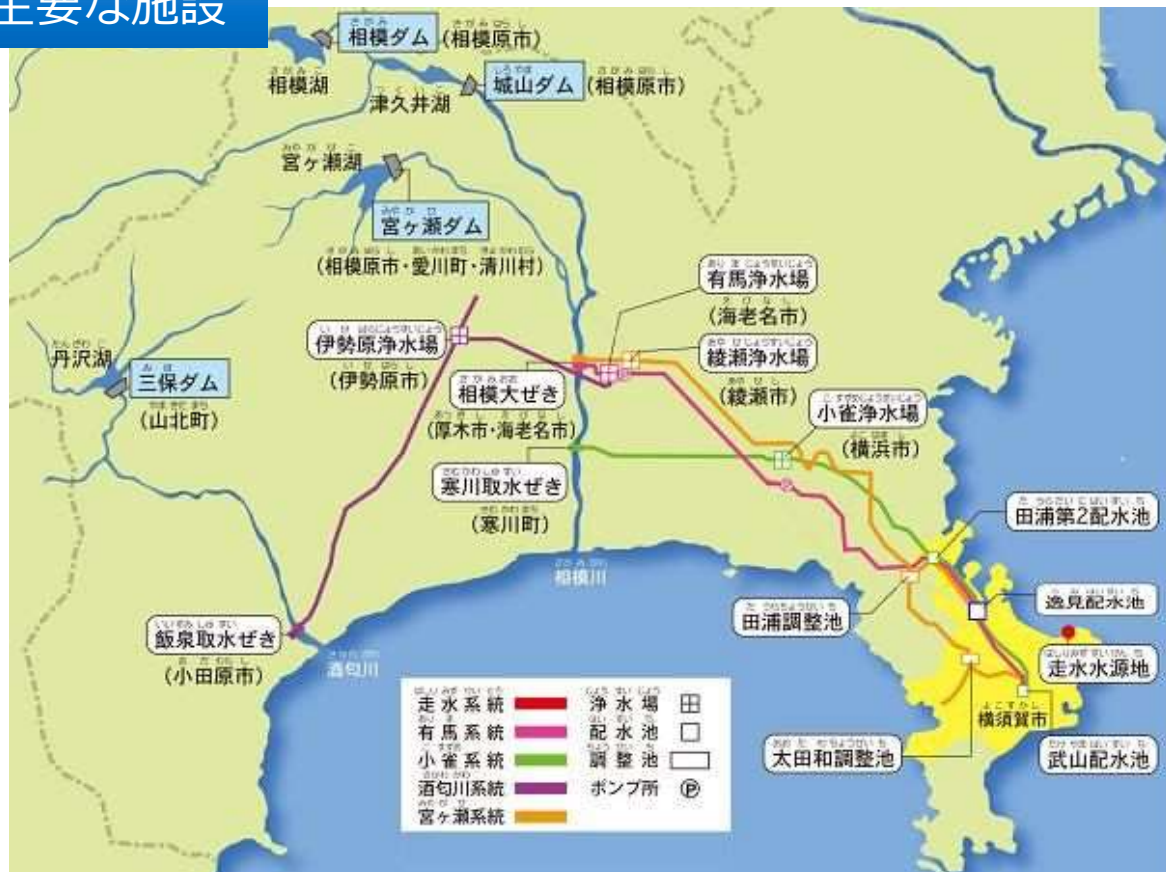 主要な施設
相模ダム
(相模原市)
相模湖
城山ダム
(相模原市)
津久井湖
宮ヶ瀬湖
宮ヶ瀬ダム
(相模原市・愛川町・清川村)
有馬浄水場
(海老名市)
伊勢原浄水場
(伊勢原市)
綾瀬浄水場
(綾瀬市)
丹沢湖
三保ダム
(山北町)
相模大ぜき
(厚木市・海老名市)
小雀浄水場
(横浜市)
寒川取水ぜき
(寒川町)
田浦第2配水池
相模川
田浦調整池
逸見配水池
飯泉取水ぜき
(小田原市)
酒匂川
走水水源地
横須賀市
太田和調整池
武山配水池
走水系統
浄水場
有馬系統
配水池
小雀系統
調整池
酒匂川系統
ポンプ所 Ⓟ
宮ヶ瀬系統